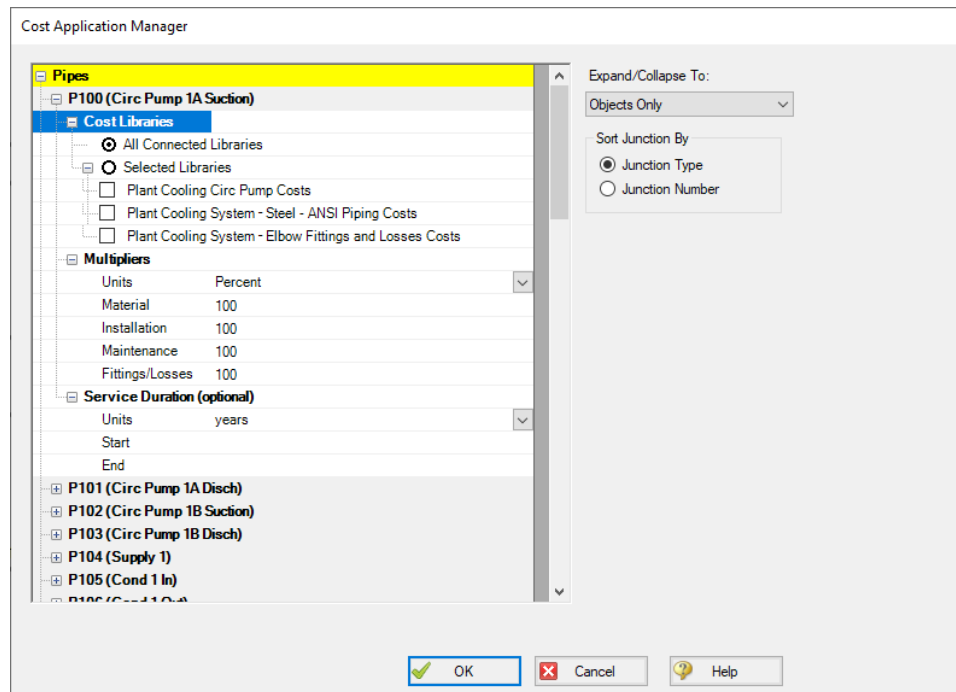 Cost Application Manager
Pipes
P100 (Circ Pump 1A Suction)
Cost Libraries
All Connected Libraries
Selected Libraries
Plant Cooling Circ Pump Costs
Plant Cooling System - Steel - ANSI Piping Costs
Plant Cooling System - Elbow Fittings and Losses Costs
Multipliers
Units Percent
Material 100
Installation 100
Maintenance 100
Fittings/Losses 100
Service Duration (optional)
Units years
Start
End
P101 (Circ Pump 1A Disch)
P102 (Circ Pump 1B Suction)
P103 (Circ Pump 1B Disch)
P104 (Supply 1)
P105 (Cond 1 In)
P106 (Cond 1 Out)
Expand/Collapse To:
Objects Only
Sort Junction By
Junction Type
Junction Number
OK Cancel Help